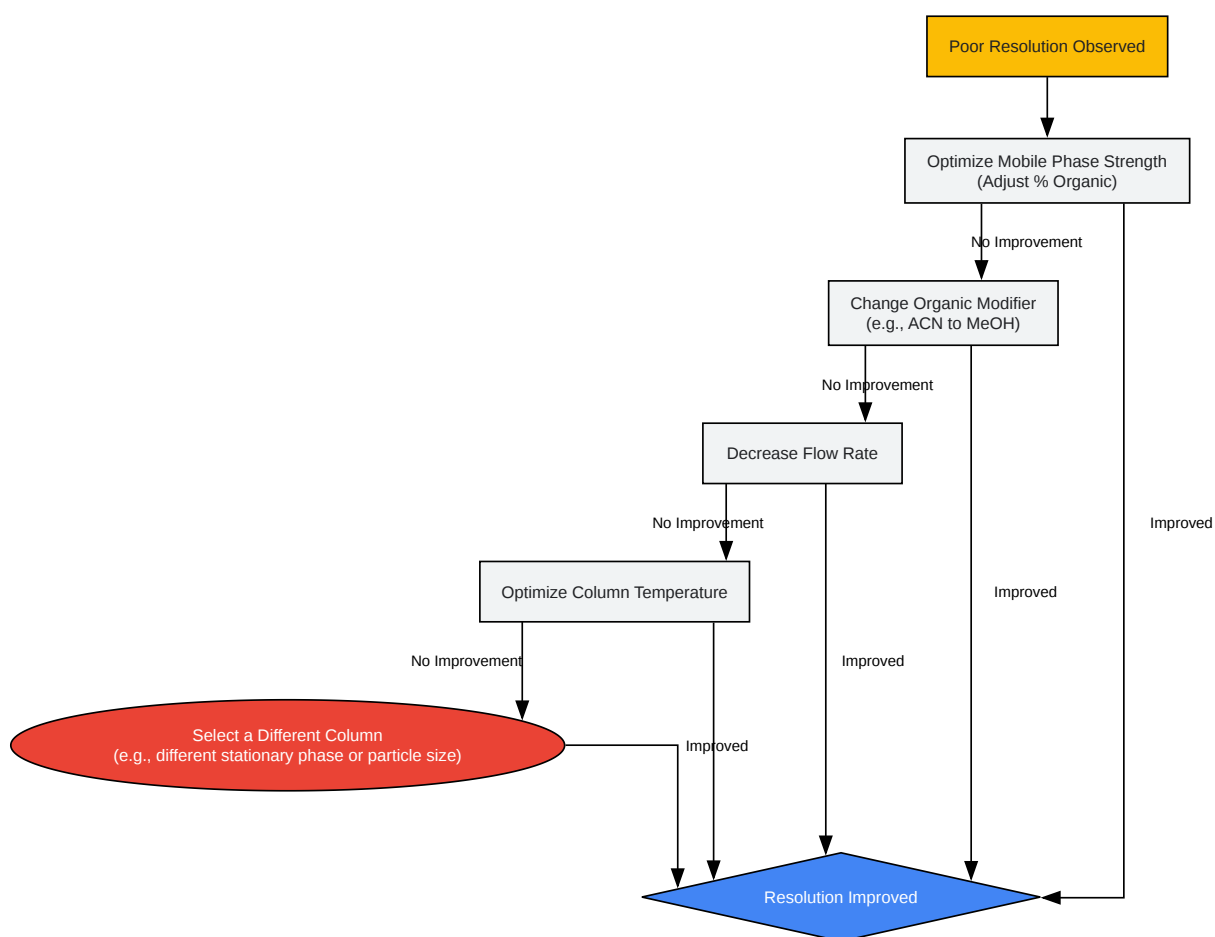 Poor Resolution Observed
Optimize Mobile Phase Strength
(Adjust % Organic)
No Improvement
Change Organic Modifier
(e.g., ACN to MeOH)
No Improvement
Decrease Flow Rate
No Improvement
Improved
Optimize Column Temperature
Improved
No Improvement
Improved
Select a Different Column
(e.g., different stationary phase or particle size)
Improved
Resolution Improved